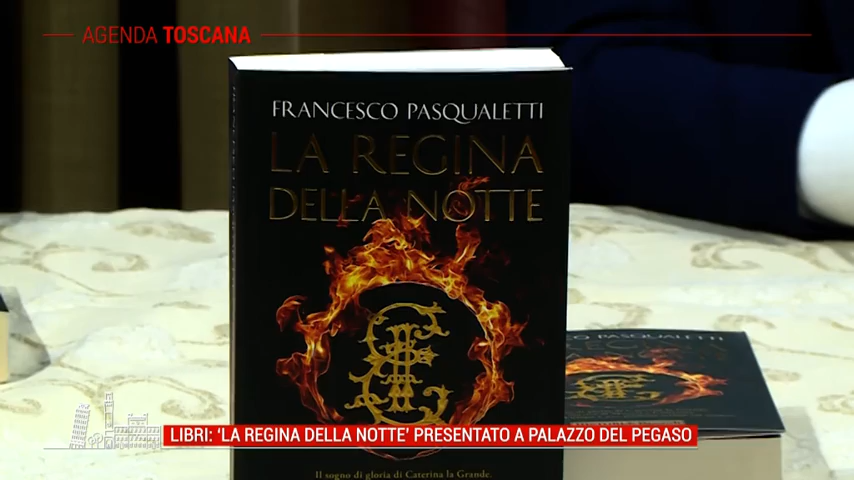 AGENDA TOSCANA
FRANCESCO PASQUALETTI
LA REGINA
DELLA NOTTE
PASQUALETTI
LIBRI: ‘LA REGINA DELLA NOTTE’ PRESENTATO A PALAZZO DEL PEGASO
Il sogno di gloria di Caterina la Grande.